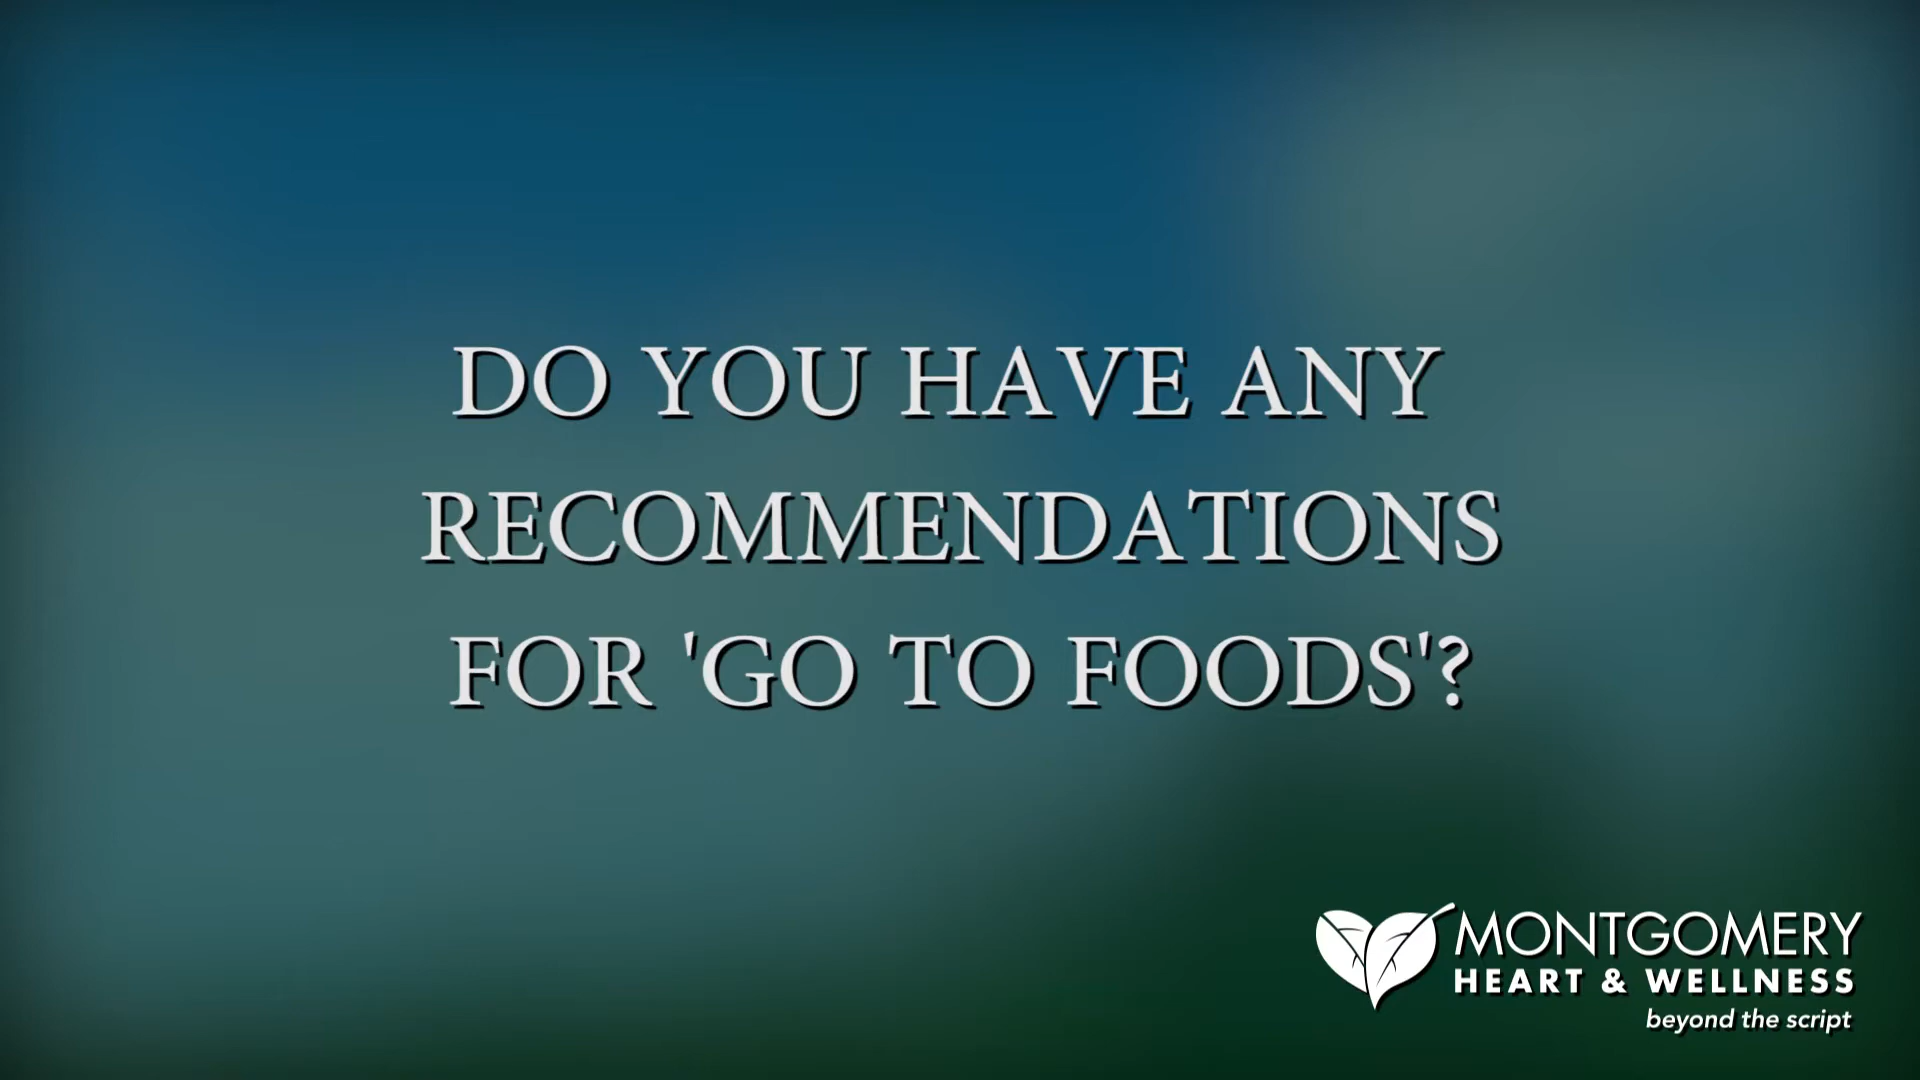 DO YOU HAVE ANY
RECOMMENDATIONS
FOR 'GO TO FOODS'?
MONTGOMERY
HEART & WELLNESS
beyond the script